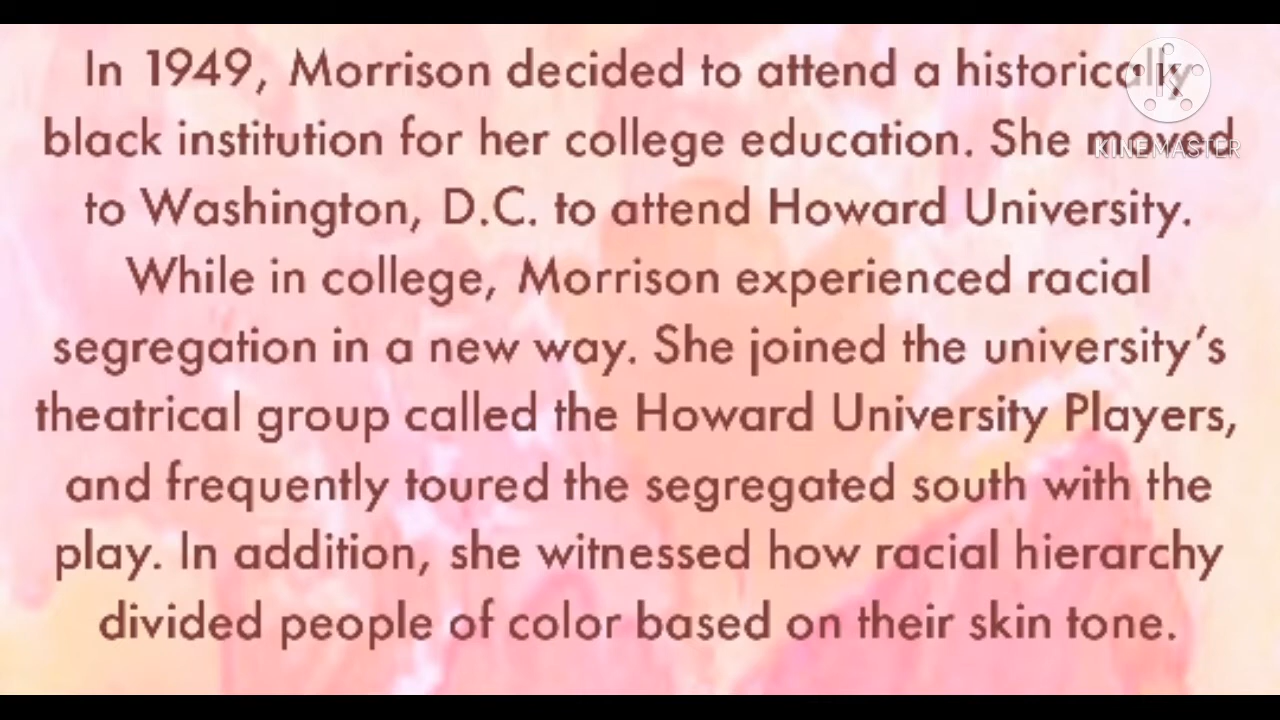 In 1949, Morrison decided to attend a historically
black institution for her college education. She moved
KINEMASTER
to Washington, D.C. to attend Howard University.
While in college, Morrison experienced racial
segregation in a new way. She joined the university’s
theatrical group called the Howard University Players,
and frequently toured the segregated south with the
play. In addition, she witnessed how racial hierarchy
divided people of color based on their skin tone.